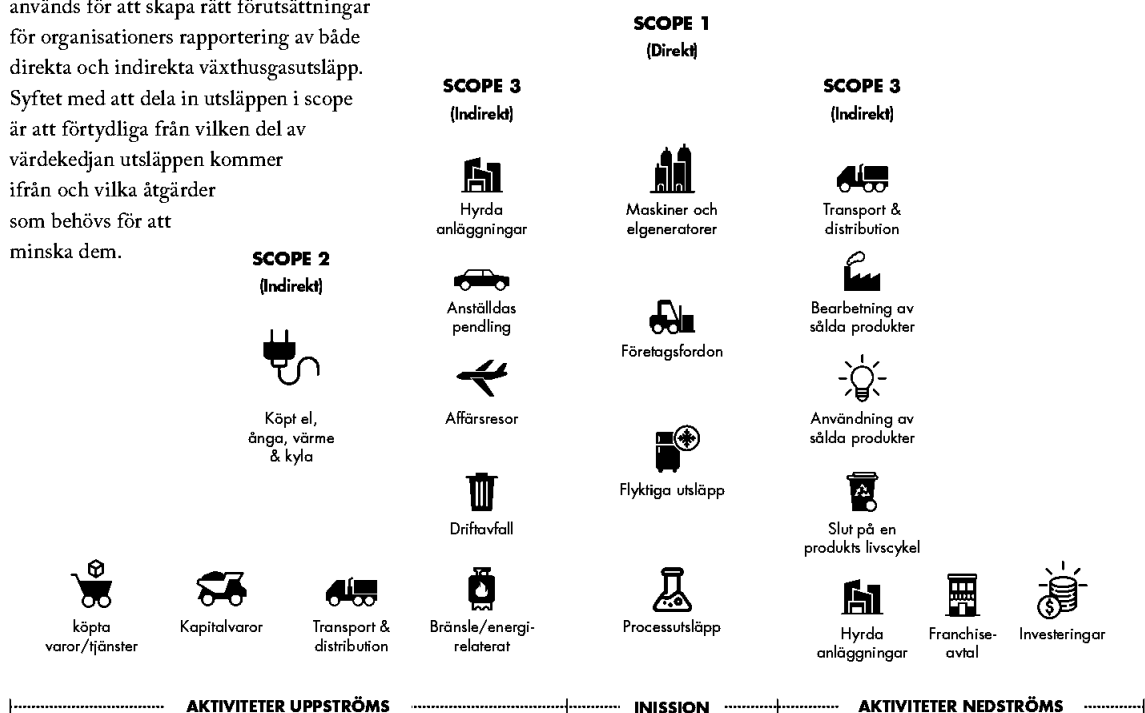 används för att skapa rätt förutsättningar
för organisationers rapportering av både
direkta och indirekta växthusgasutsläpp.
Syftet med att dela in utsläppen i scope
är att förtydliga från vilken del av
värdekedjan utsläppen kommer
ifrån och vilka åtgärder
som behövs för att
minska dem.
SCOPE 2
(Indirekt)
Köpt el,
ånga, värme
& kyla
SCOPE 3
(Indirekt)
Hyrda
anläggningar
Anställdas
pendling
Affärsresor
Driftavfall
köpta
varor/tjänster
Kapitalvaror
Transport &
distribution
Bränsle/energi-
relaterat
SCOPE 1
(Direkt)
Maskiner och
elgeneratorer
Företagsfordon
Flyktiga utsläpp
Processutsläpp
SCOPE 3
(Indirekt)
Transport &
distribution
Bearbetning av
sålda produkter
Användning av
sålda produkter
Slut på en
produkts livscykel
Hyrda
anläggningar
Franchise-
avtal
$
Investeringar
AKTIVITETER UPPSTRÖMS
INISSION
AKTIVITETER NEDSTRÖMS